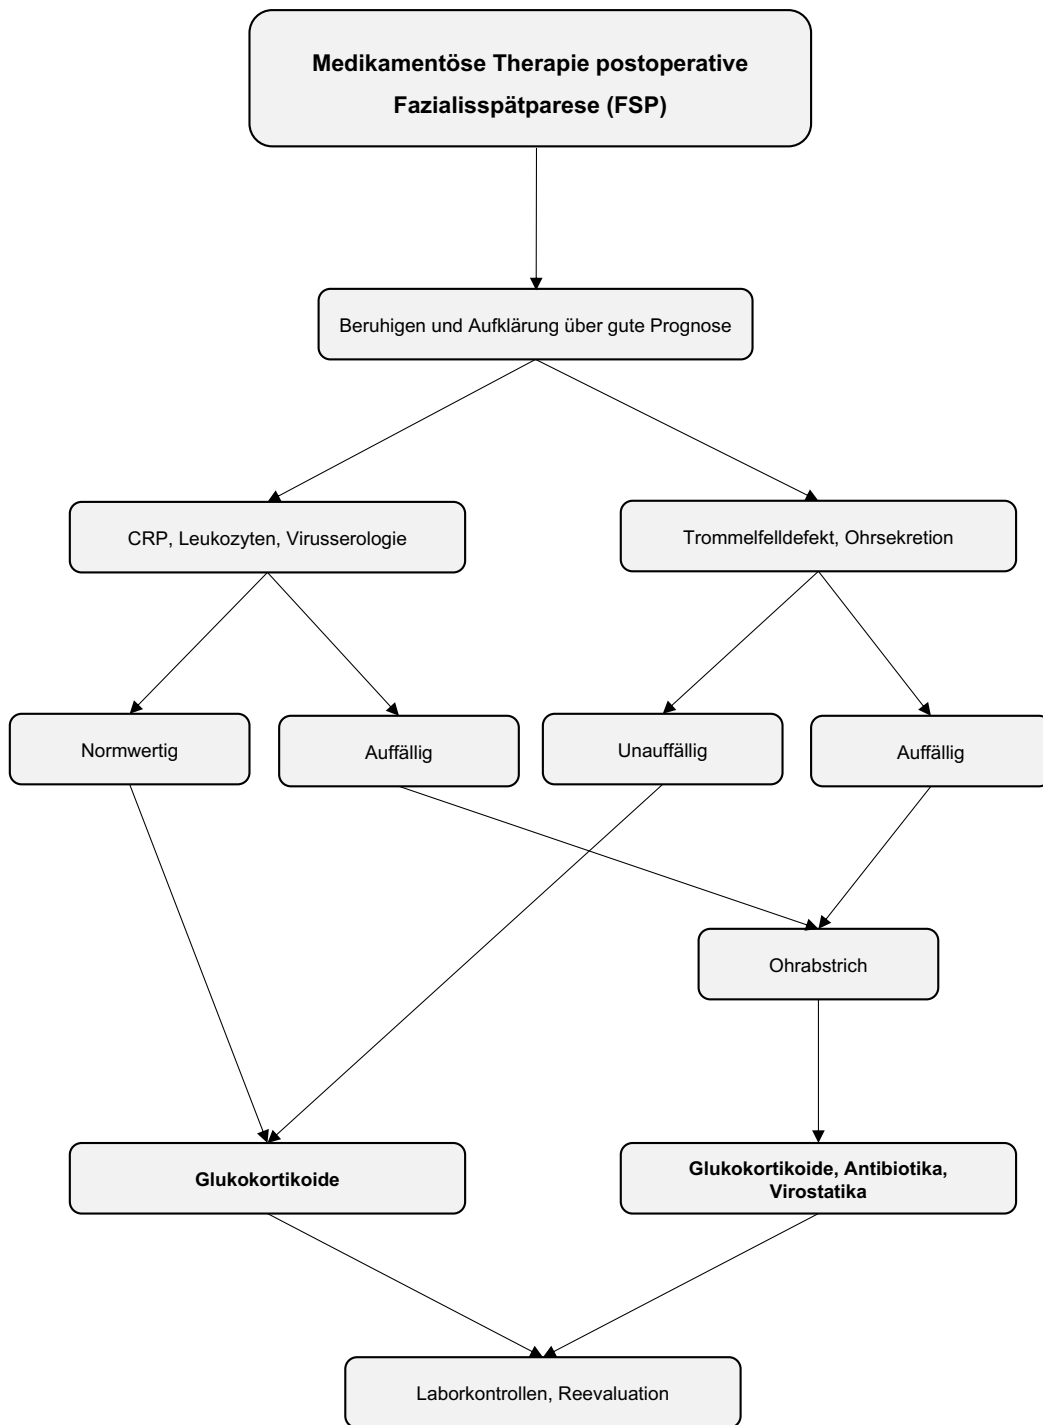 Medikamentöse Therapie postoperative
Fazialisspätparese (FSP)
Beruhigen und Aufklärung über gute Prognose
CRP, Leukozyten, Virusserologie
Trommelfelldefekt, Ohrsekretion
Normwertig
Auffällig
Unauffällig
Auffällig
Ohrabstrich
Glukokortikoide
Glukokortikoide, Antibiotika,
Virostatika
Laborkontrollen, Reevaluation